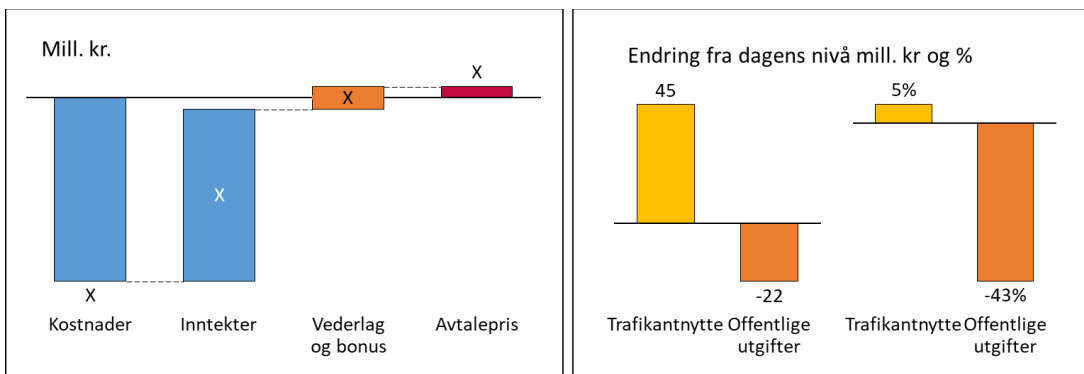 Mill. kr.
X
X
X
X
Kostnader
Inntekter
Vederlag
og bonus
Avtalepris
Endring fra dagens nivå mill. kr og %
45
-22
Trafikantnytte
Offentlige
utgifter
5%
-43%
Trafikantnytte
Offentlige
utgifter